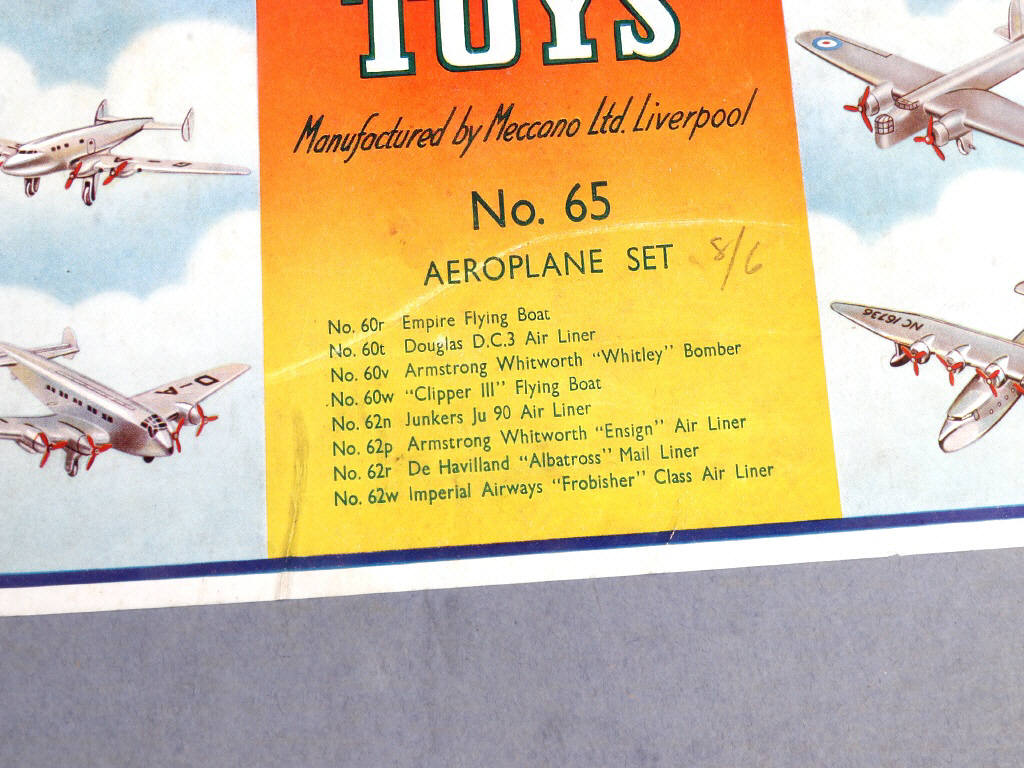 TOYS
Manufactured by Meccano Ltd. Liverpool
No. 65
AEROPLANE SET 8/6
No. 60r Empire Flying Boat
No. 60t Douglas D.C.3 Air Liner
No. 60v Armstrong Whitworth "Whitley" Bomber
No. 60w "Clipper III" Flying Boat
No. 62n Junkers Ju 90 Air Liner
No. 62p Armstrong Whitworth "Ensign" Air Liner
No. 62r De Havilland "Albatross" Mail Liner
No. 62w Imperial Airways "Frobisher" Class Air Liner
D-A
NC16736